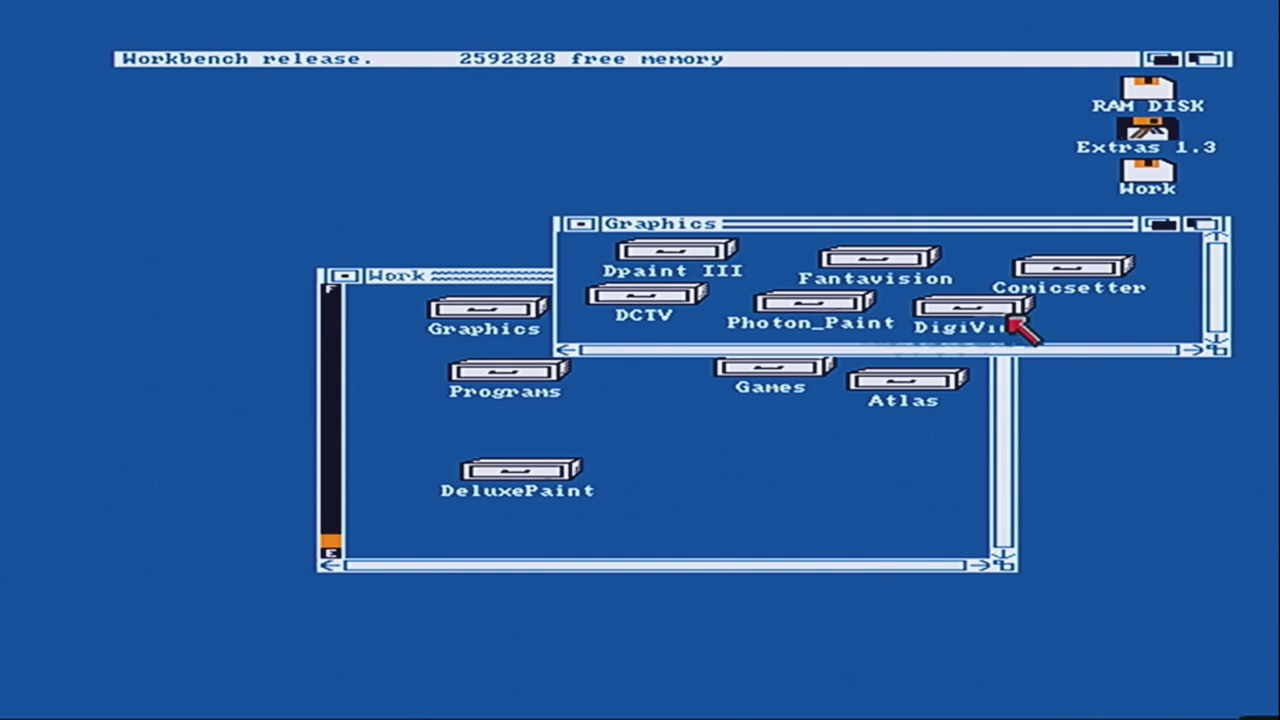 Workbench release. 2592328 free memory
RAM DISK
Extras 1.3
Work
Graphics
Dpaint III
Fantavision
Comicsetter
DCTV
Photon_Paint
Work
F
Graphics
Programs
Games
Atlas
DeluxePaint
E